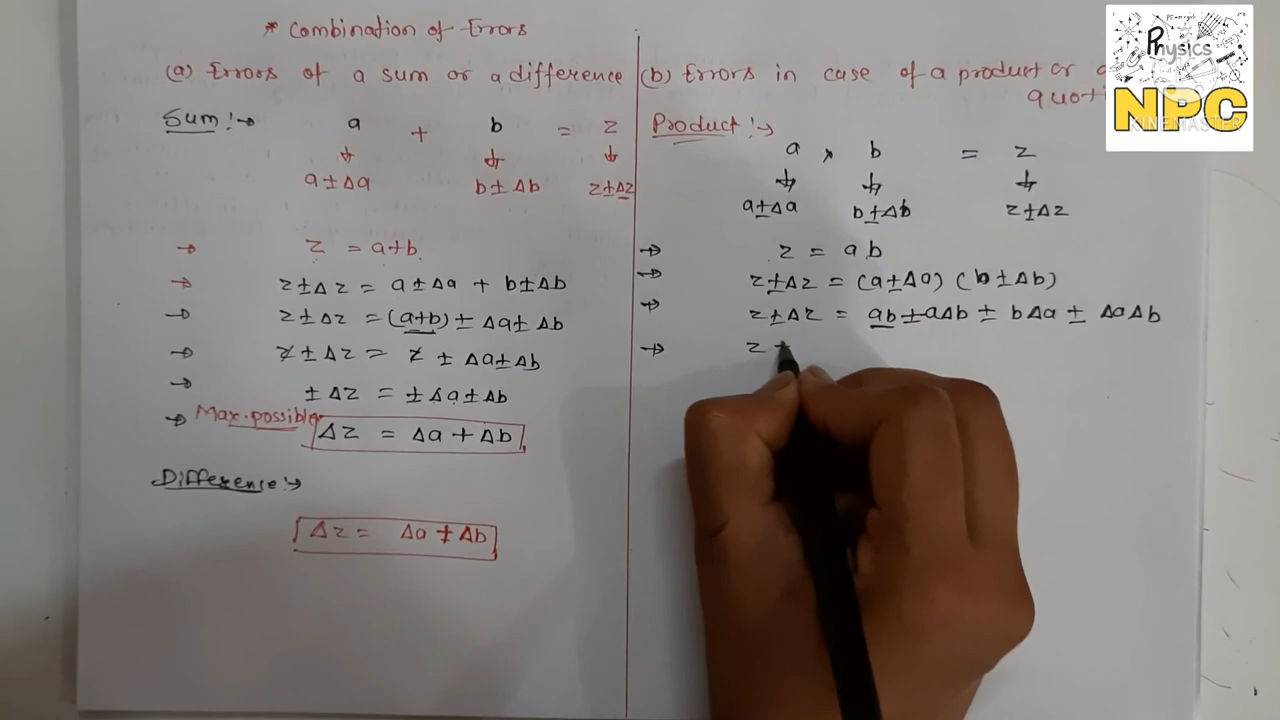 * Combination of Errors
(a) Errors of a sum or a difference
Sum :→
a + b = z
a ± Δa b ± Δb z ± Δz
→ z = a+b
→ z ± Δz = a ± Δa + b ± Δb
→ z ± Δz = (a+b) ± Δa ± Δb
→ z ± Δz = z ± Δa ± Δb
→ ± Δz = ± Δa ± Δb
→ Max. possible
Δz = Δa + Δb
Difference :→
Δz = Δa + Δb
(b) Errors in case of a product or a
quoti
Product :→
a × b = z
a ± Δa b ± Δb z ± Δz
→ z = ab
→ z ± Δz = (a ± Δa) (b ± Δb)
→ z ± Δz = ab ± aΔb ± bΔa ± ΔaΔb
→ z
Physics
NPC
KINEMASTER